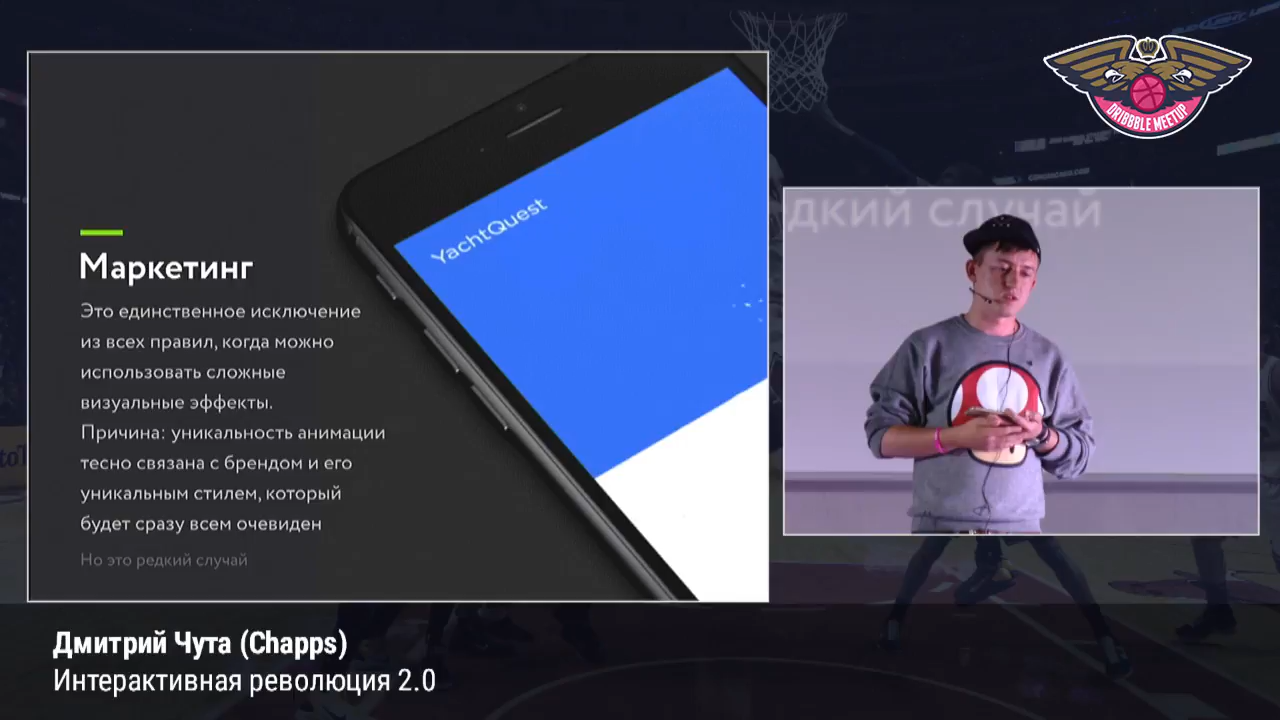 Маркетинг
Это единственное исключение
из всех правил, когда можно
использовать сложные
визуальные эффекты.
Причина: уникальность анимации
тесно связана с брендом и его
уникальным стилем, который
будет сразу всем очевиден
Но это редкий случай
YachtQuest
DRIBBBLE MEETUP
дкий случай
Дмитрий Чута (Chapps)
Интерактивная революция 2.0